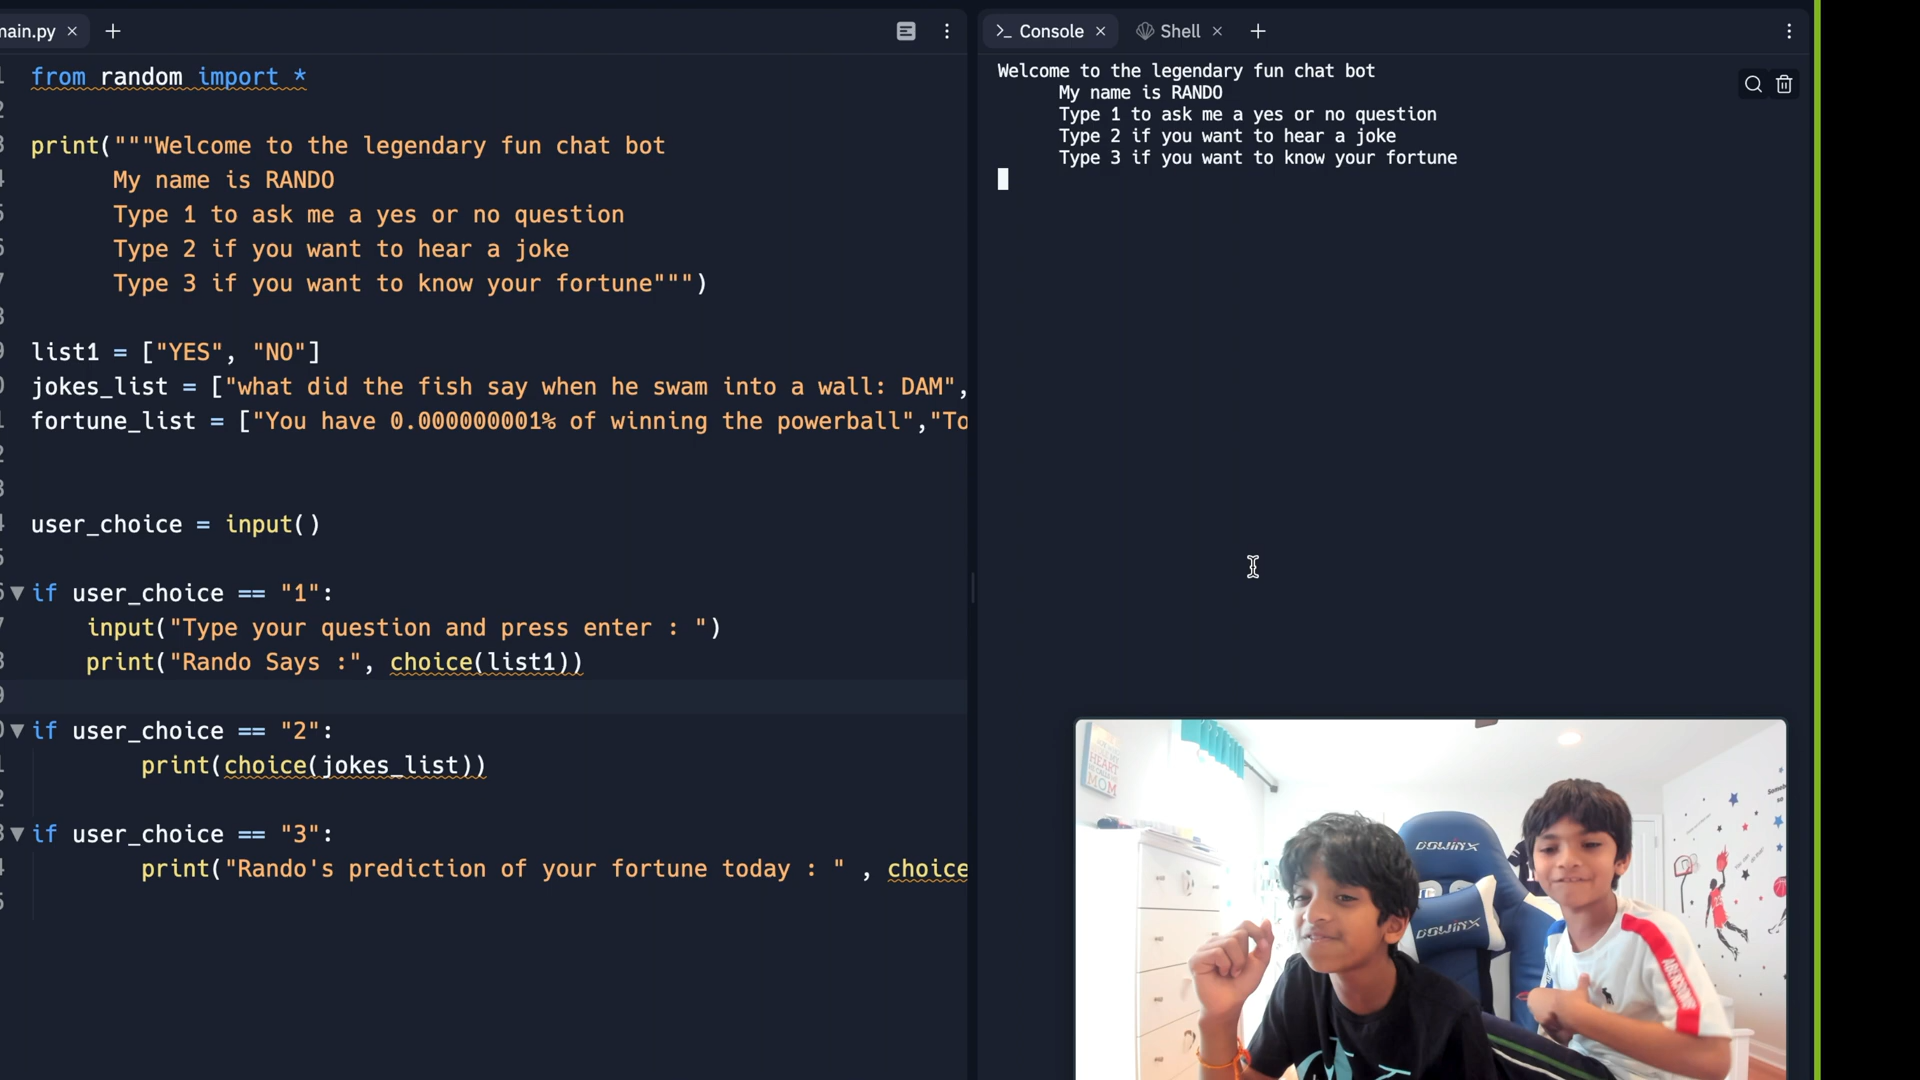 main.py
from random import *
print("""Welcome to the legendary fun chat bot
My name is RANDO
Type 1 to ask me a yes or no question
Type 2 if you want to hear a joke
Type 3 if you want to know your fortune""")
list1 = ["YES", "NO"]
jokes_list = ["what did the fish say when he swam into a wall: DAM",
fortune_list = ["You have 0.000000001% of winning the powerball","To
user_choice = input()
if user_choice == "1":
input("Type your question and press enter : ")
print("Rando Says :", choice(list1))
if user_choice == "2":
print(choice(jokes_list))
if user_choice == "3":
print("Rando's prediction of your fortune today : " , choice
Console
Shell
Welcome to the legendary fun chat bot
My name is RANDO
Type 1 to ask me a yes or no question
Type 2 if you want to hear a joke
Type 3 if you want to know your fortune
HEART
MOM
DOWINX
DOWINX